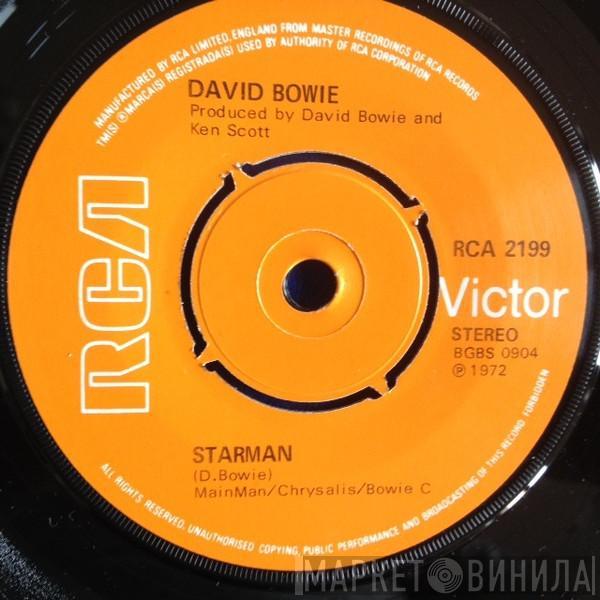 MANUFACTURED BY RCA LIMITED, ENGLAND FROM MASTER RECORDINGS OF RCA RECORDS
TM(S) ® MARCA(S) REGISTRADA(S) USED BY AUTHORITY OF RCA CORPORATION
DAVID BOWIE
Produced by David Bowie and
Ken Scott
RCA
RCA 2199
Victor
STEREO
BGBS 0904
℗ 1972
STARMAN
(D.Bowie)
MainMan/Chrysalis/Bowie C
ALL RIGHTS RESERVED. UNAUTHORISED COPYING, PUBLIC PERFORMANCE AND BROADCASTING OF THIS RECORD FORBIDDEN
МАРКЕТ ВИНИЛА